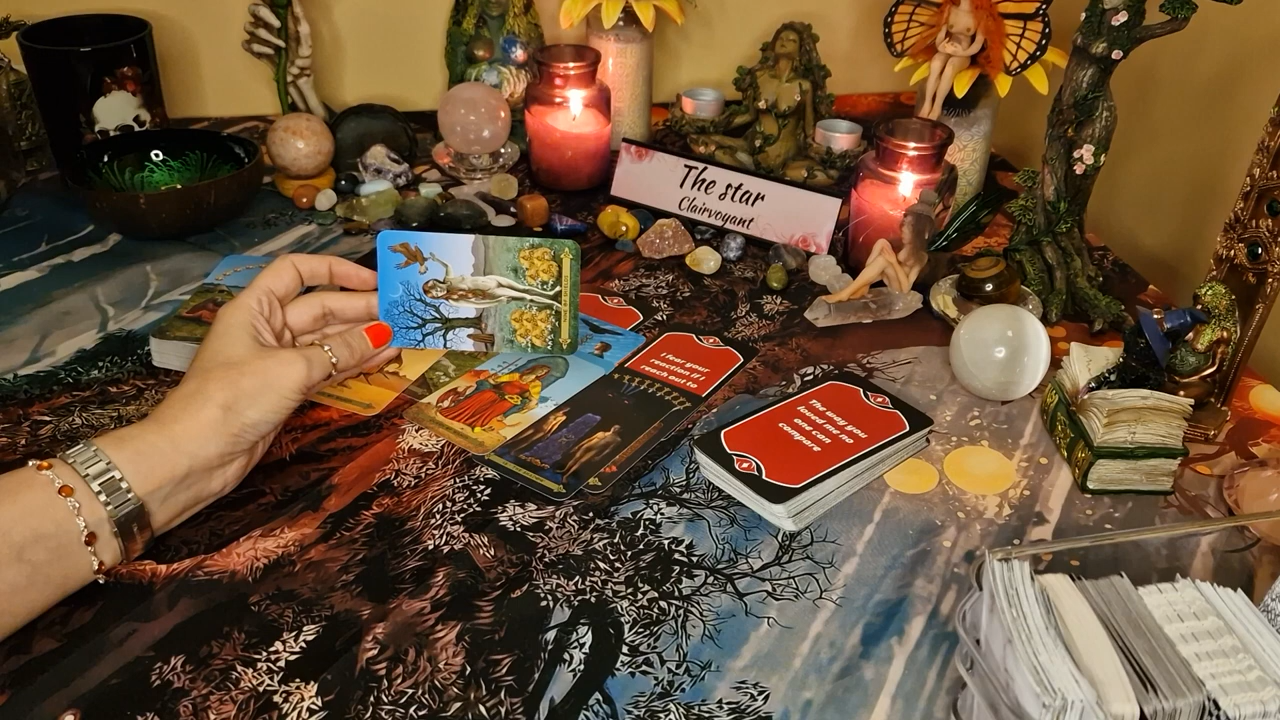 The star
Clairvoyant
I fear your
reaction if I
reach out to
The way you
loved me no
one can
compare